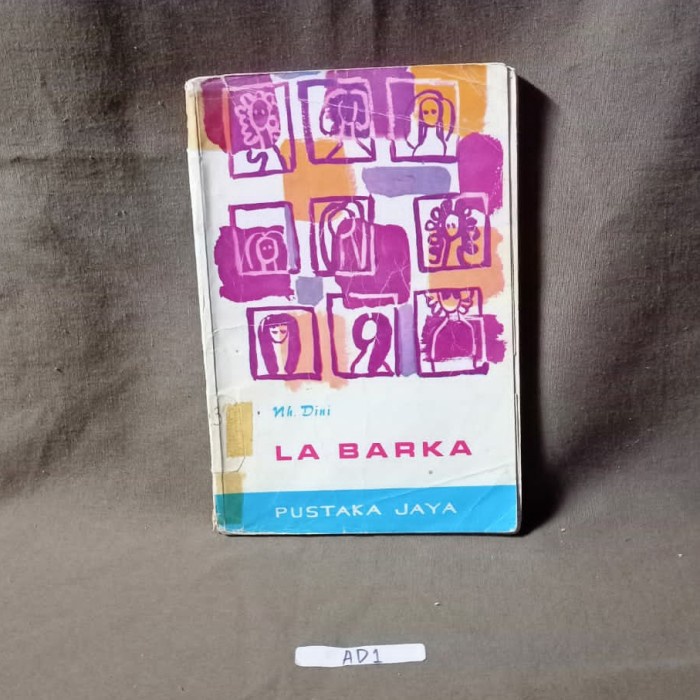 Nh. Dini
LA BARKA
PUSTAKA JAYA
AD1